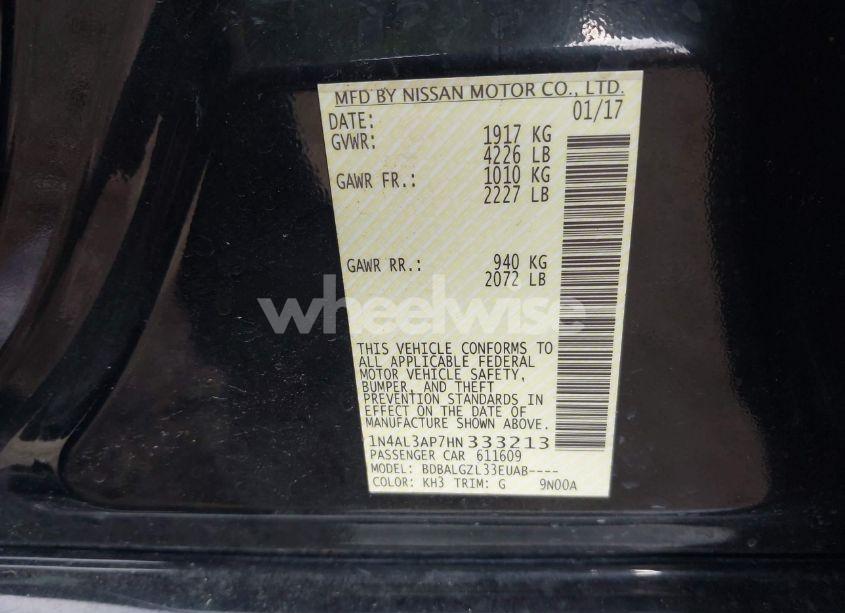 MFD BY NISSAN MOTOR CO., LTD.
DATE: 01/17
GVWR: 1917 KG
4226 LB
GAWR FR.: 1010 KG
2227 LB
GAWR RR.: 940 KG
2072 LB
wheelwise
THIS VEHICLE CONFORMS TO
ALL APPLICABLE FEDERAL
MOTOR VEHICLE SAFETY,
BUMPER, AND THEFT
PREVENTION STANDARDS IN
EFFECT ON THE DATE OF
MANUFACTURE SHOWN ABOVE.
1N4AL3AP7HN333213
PASSENGER CAR 611609
MODEL: BDBALGZL33EUAB----
COLOR: KH3 TRIM: G 9N00A